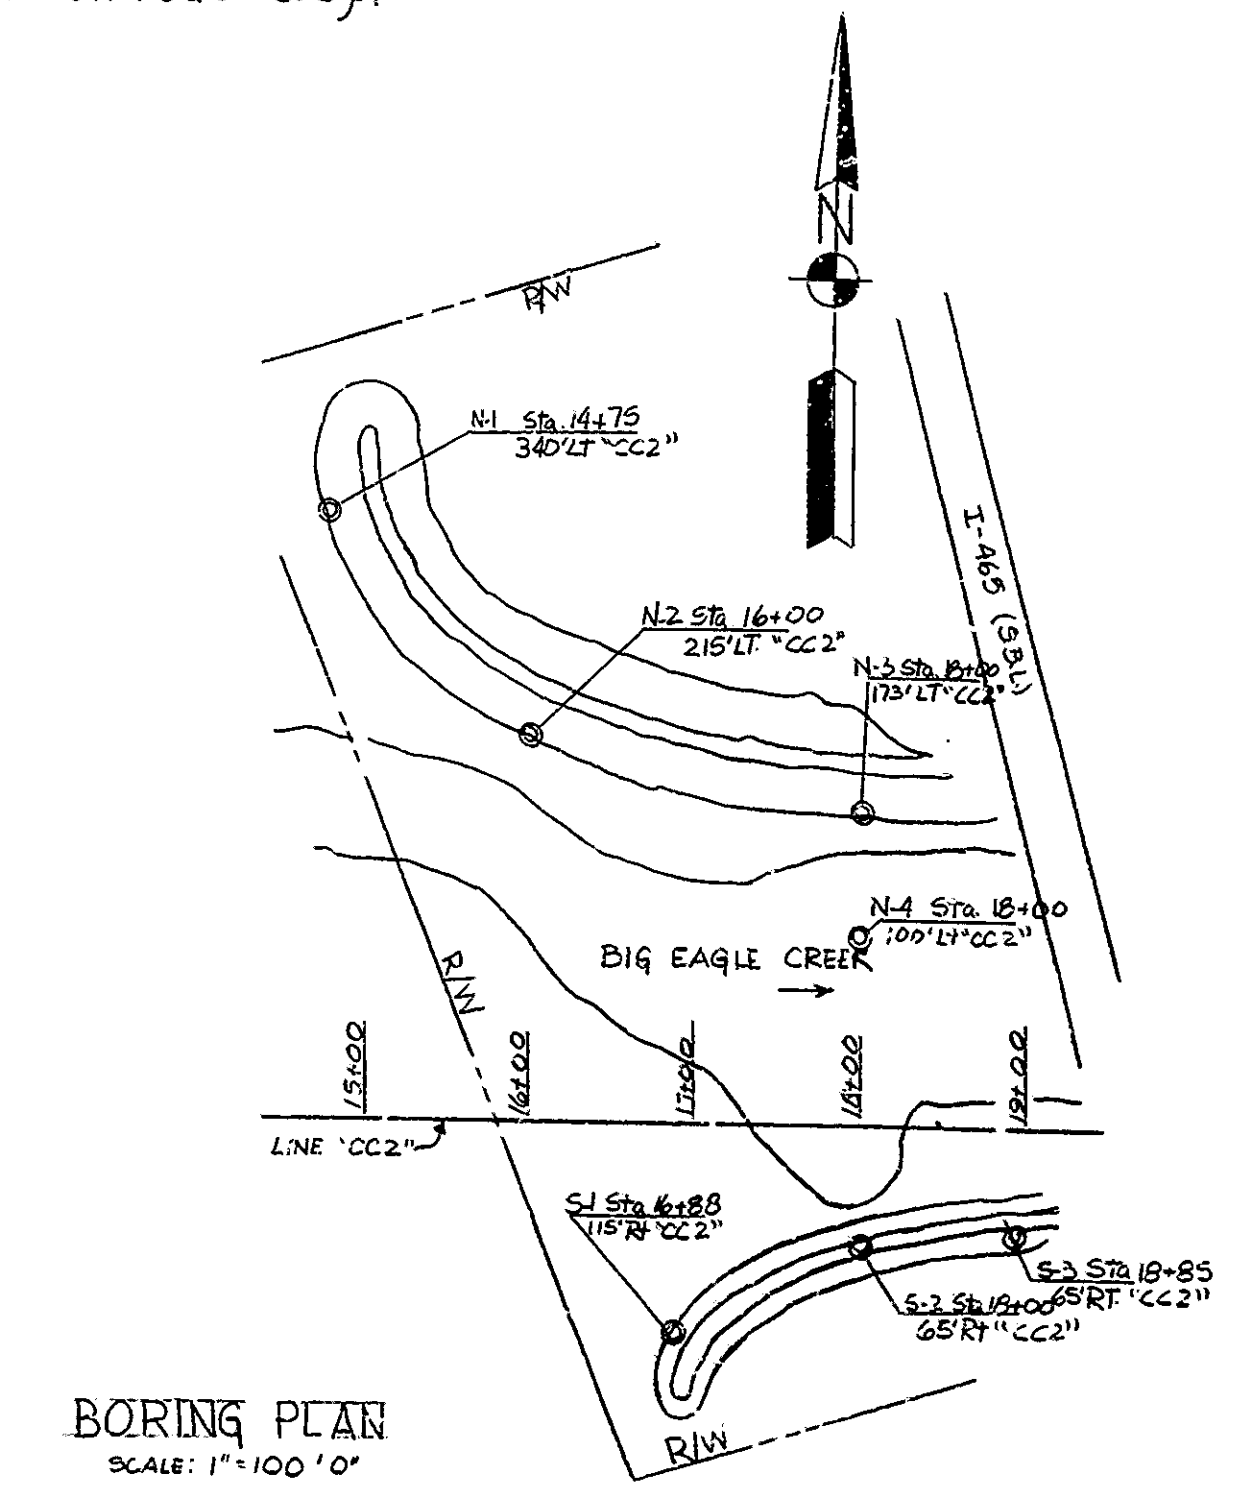 N
R/W
N-1 Sta. 14+75
340' LT "CC2"
I-465 (SBL)
N-2 Sta 16+00
215' LT. "CC2"
N-3 Sta. 18+00
173' LT "CC2"
N-4 Sta. 18+00
100' Lt "CC2"
BIG EAGLE CREEK
R/W
15+00
16+00
17+00
18+00
19+00
LINE "CC2"
S-1 Sta 16+88
115' Rt "CC2"
S-3 Sta 18+85
65' RT. "CC2"
S-2 Sta 18+00
65' Rt "CC2"
R/W
BORING PLAN
SCALE: 1"=100'0"